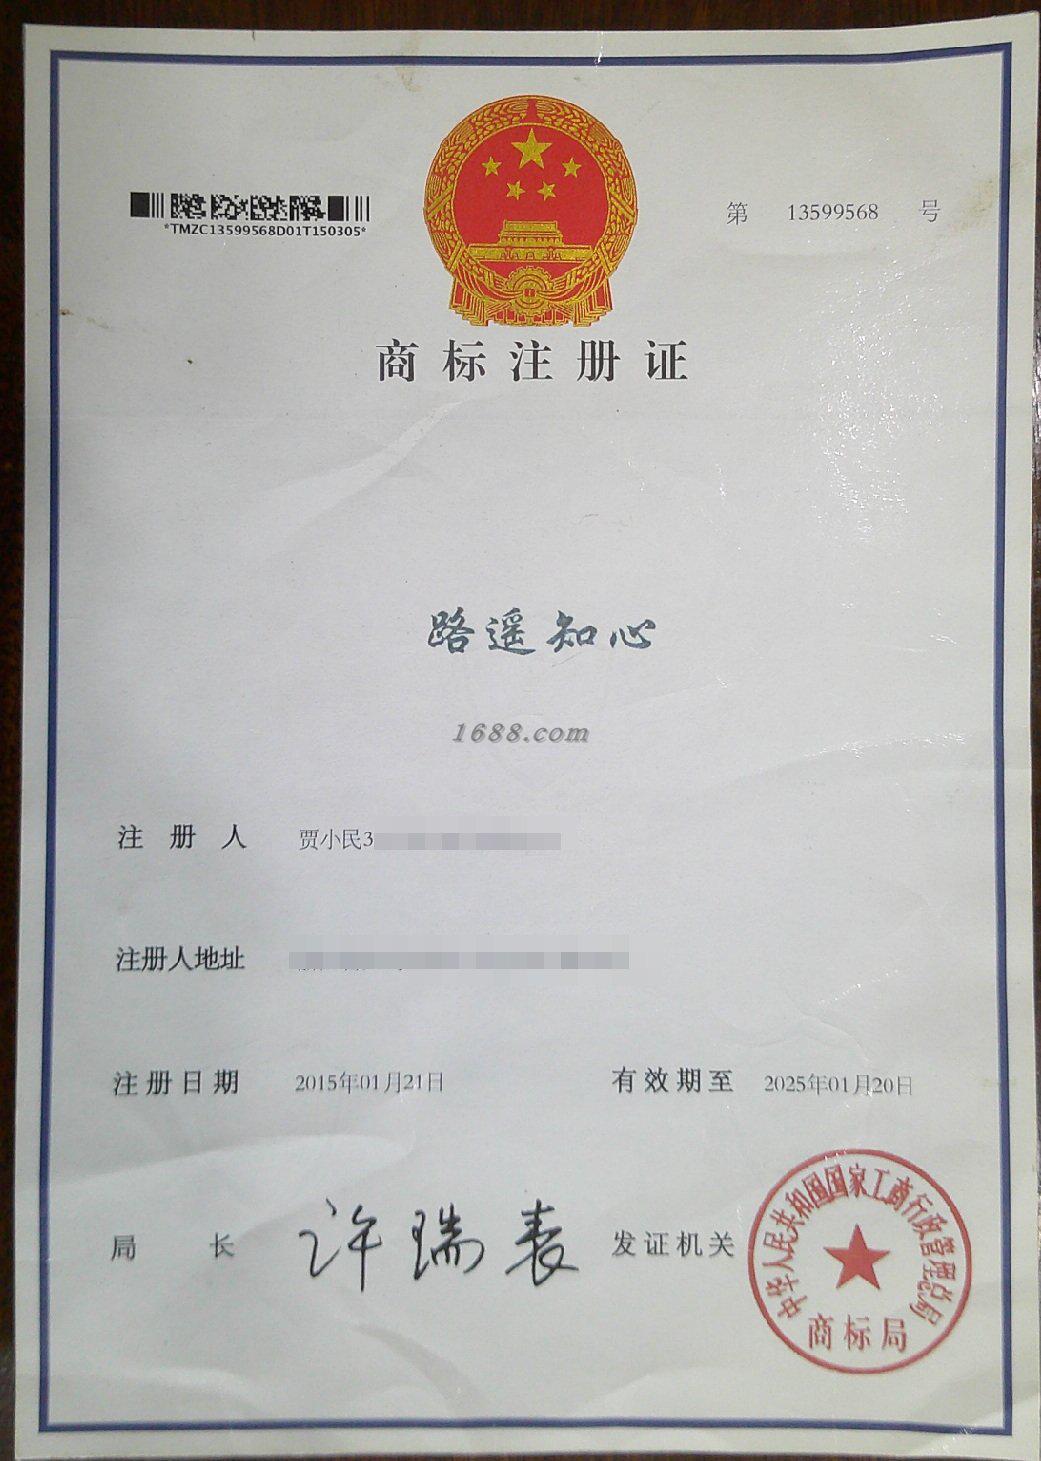 *TMZC13599568D01T150305*
第 13599568 号
商标注册证
路遥知心
1688.com
注册人 贾小民3
注册人地址
注册日期 2015年01月21日 有效期至 2025年01月20日
局长 许瑞表 发证机关
中华人民共和国国家工商行政管理总局
商标局